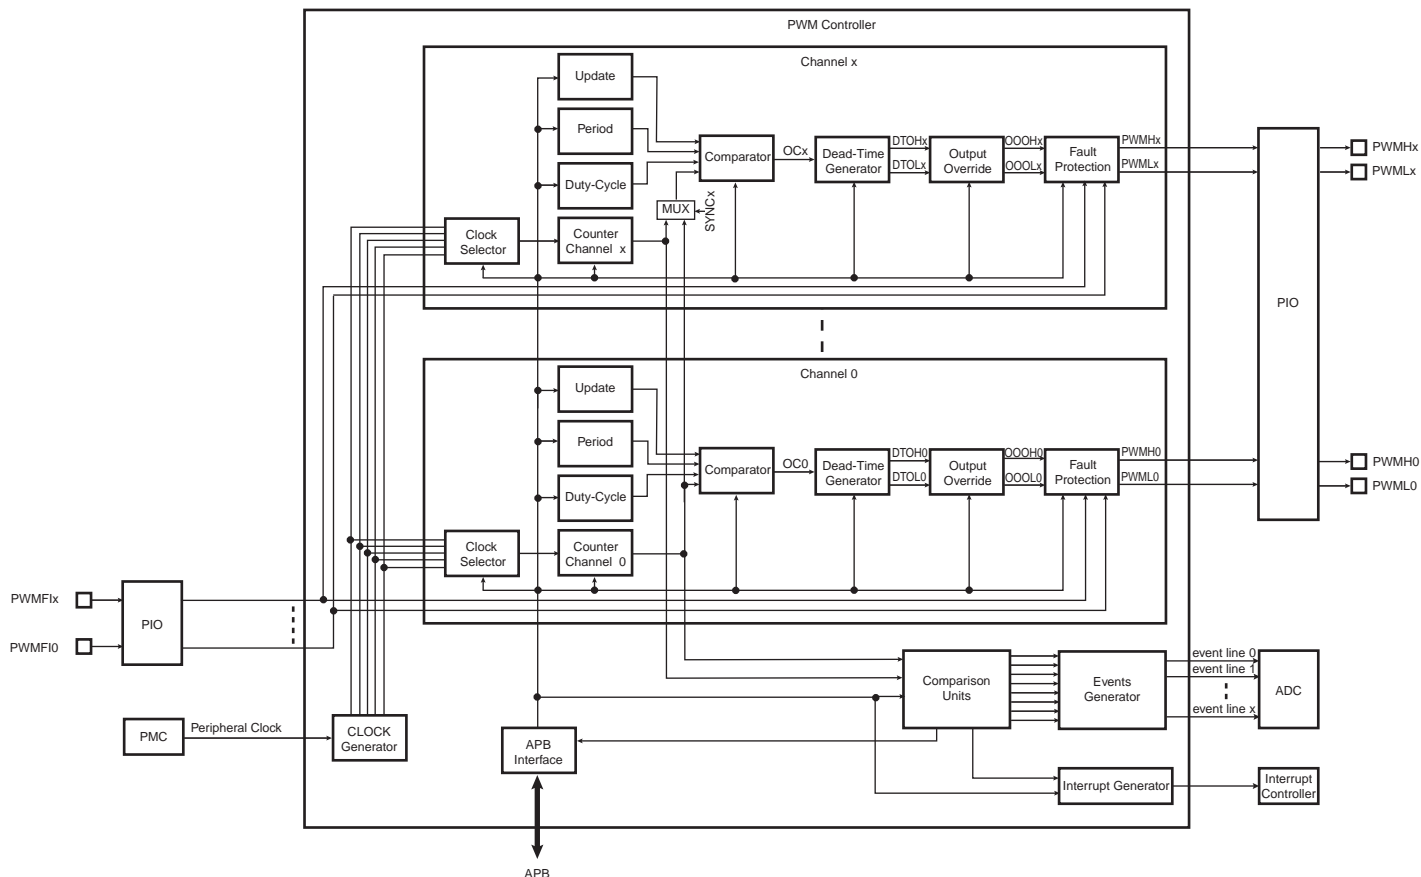 PWM Controller
Channel x
Update
Period
Comparator
OCx
Dead-Time
Generator
DTOHx
DTOLx
Output
Override
OOOHx
OOOLx
Fault
Protection
PWMHx
PWMLx
PWMHx
PWMLx
Duty-Cycle
MUX
SYNCx
Clock
Selector
Counter
Channel x
PIO
Channel 0
Update
Period
Comparator
OC0
Dead-Time
Generator
DTOH0
DTOL0
Output
Override
OOOH0
OOOL0
Fault
Protection
PWMH0
PWML0
PWMH0
PWML0
Duty-Cycle
Clock
Selector
Counter
Channel 0
PWMFIx
PIO
PWMFI0
Comparison
Units
Events
Generator
event line 0
event line 1
event line x
ADC
PMC
Peripheral Clock
CLOCK
Generator
APB
Interface
Interrupt Generator
Interrupt
Controller
APB